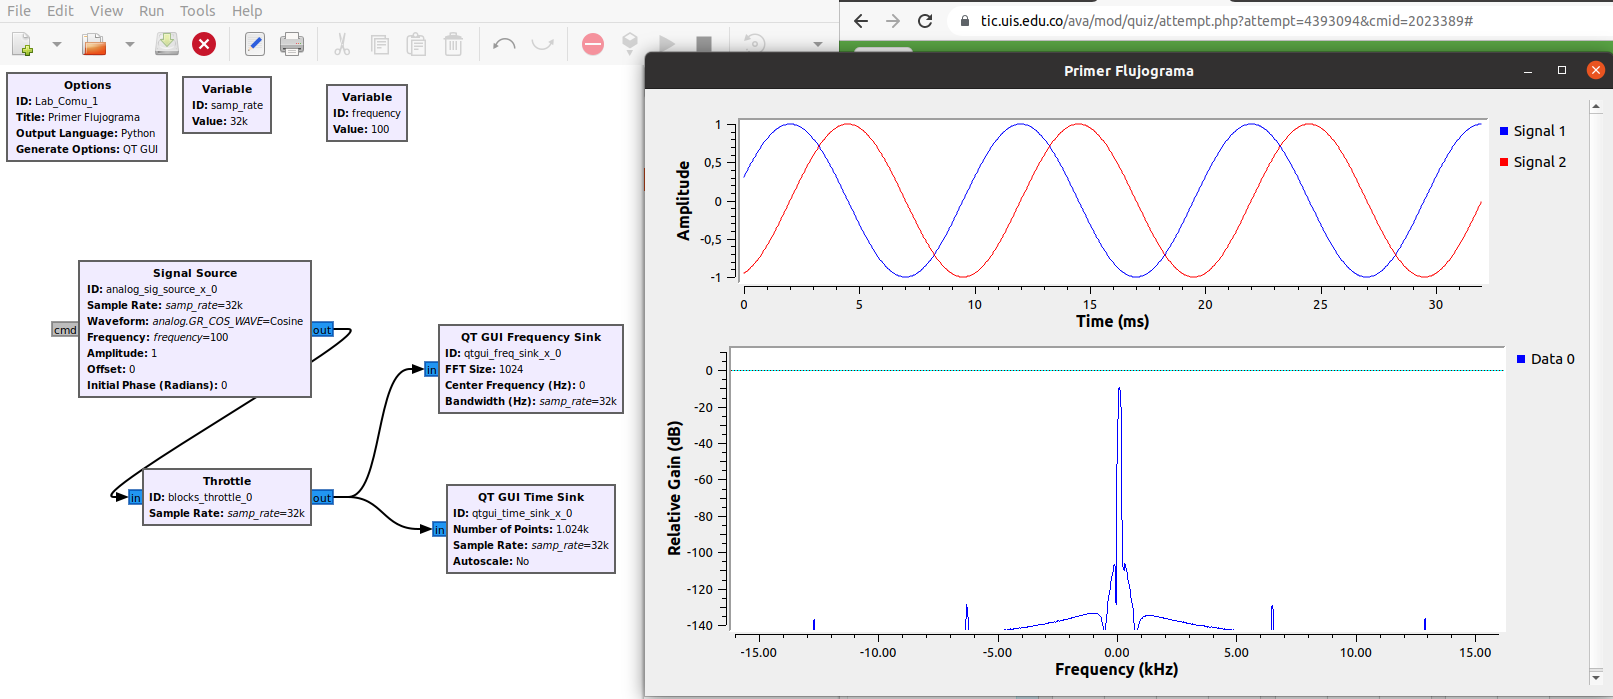 File Edit View Run Tools Help
tic.uis.edu.co/ava/mod/quiz/attempt.php?attempt=4393094&cmid=2023389#
Options
ID: Lab_Comu_1
Title: Primer Flujograma
Output Language: Python
Generate Options: QT GUI
Variable
ID: samp_rate
Value: 32k
Variable
ID: frequency
Value: 100
Signal Source
ID: analog_sig_source_x_0
Sample Rate: samp_rate=32k
Waveform: analog.GR_COS_WAVE=Cosine
Frequency: frequency=100
Amplitude: 1
Offset: 0
Initial Phase (Radians): 0
cmd
out
Throttle
ID: blocks_throttle_0
Sample Rate: samp_rate=32k
in
out
QT GUI Frequency Sink
ID: qtgui_freq_sink_x_0
FFT Size: 1024
Center Frequency (Hz): 0
Bandwidth (Hz): samp_rate=32k
in
QT GUI Time Sink
ID: qtgui_time_sink_x_0
Number of Points: 1.024k
Sample Rate: samp_rate=32k
Autoscale: No
in
Primer Flujograma
Amplitude
1
0,5
0
-0,5
-1
0 5 10 15 20 25 30
Time (ms)
Signal 1
Signal 2
Relative Gain (dB)
0
-20
-40
-60
-80
-100
-120
-140
-15.00 -10.00 -5.00 0.00 5.00 10.00 15.00
Frequency (kHz)
Data 0